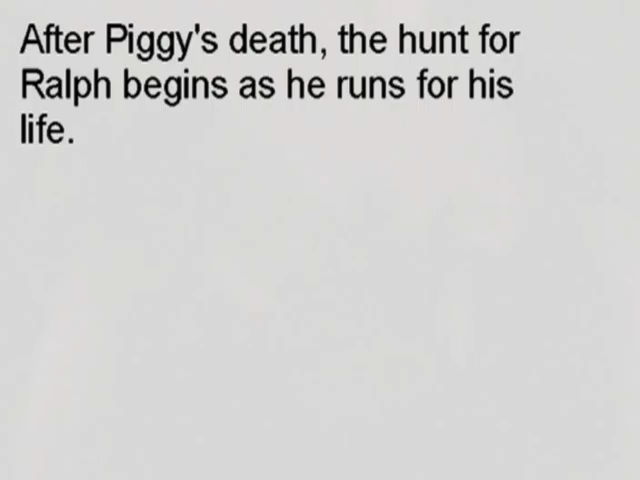 After Piggy's death, the hunt for
Ralph begins as he runs for his
life.